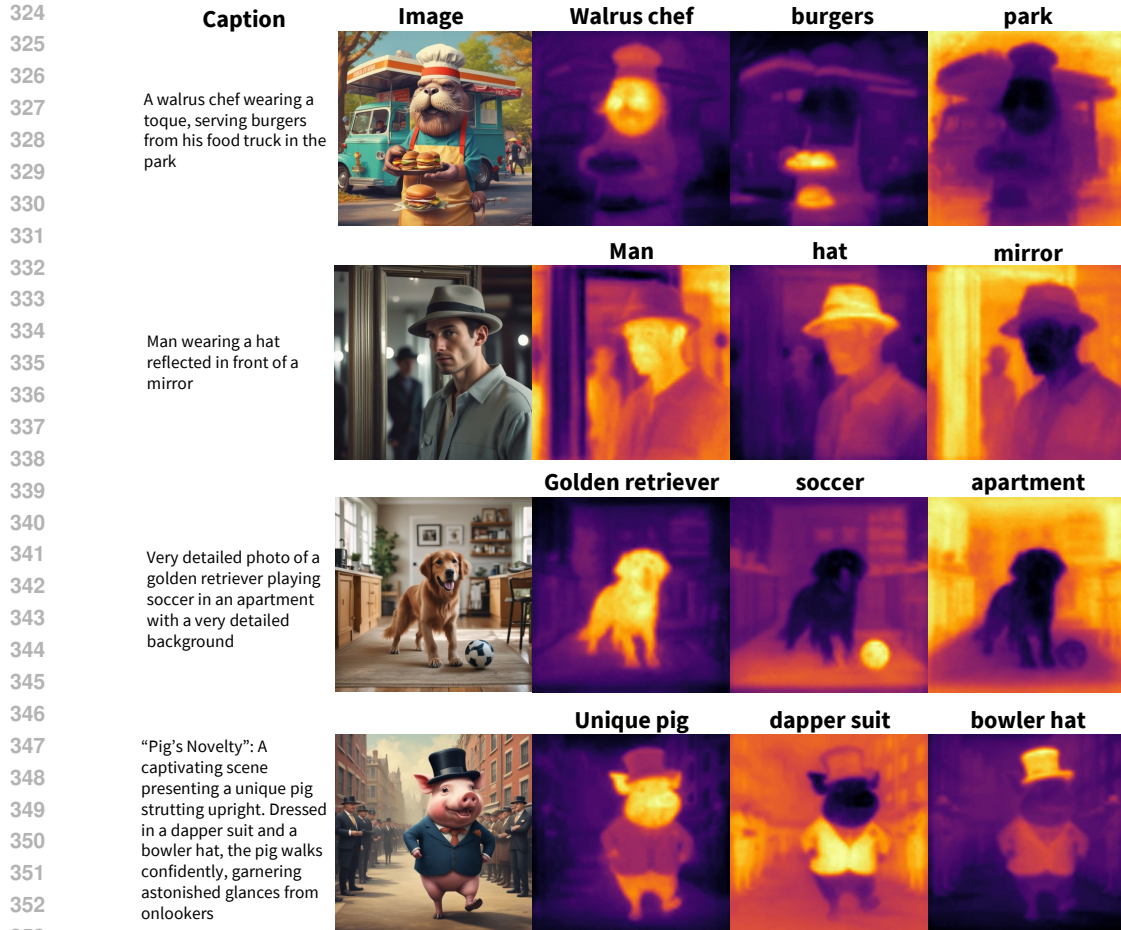 324
325
326
327
328
329
330
331
332
333
334
335
336
337
338
339
340
341
342
343
344
345
346
347
348
349
350
351
352
Caption
Image
Walrus chef
burgers
park
A walrus chef wearing a
toque, serving burgers
from his food truck in the
park
Man
hat
mirror
Man wearing a hat
reflected in front of a
mirror
Golden retriever
soccer
apartment
Very detailed photo of a
golden retriever playing
soccer in an apartment
with a very detailed
background
Unique pig
dapper suit
bowler hat
“Pig’s Novelty”: A
captivating scene
presenting a unique pig
strutting upright. Dressed
in a dapper suit and a
bowler hat, the pig walks
confidently, garnering
astonished glances from
onlookers